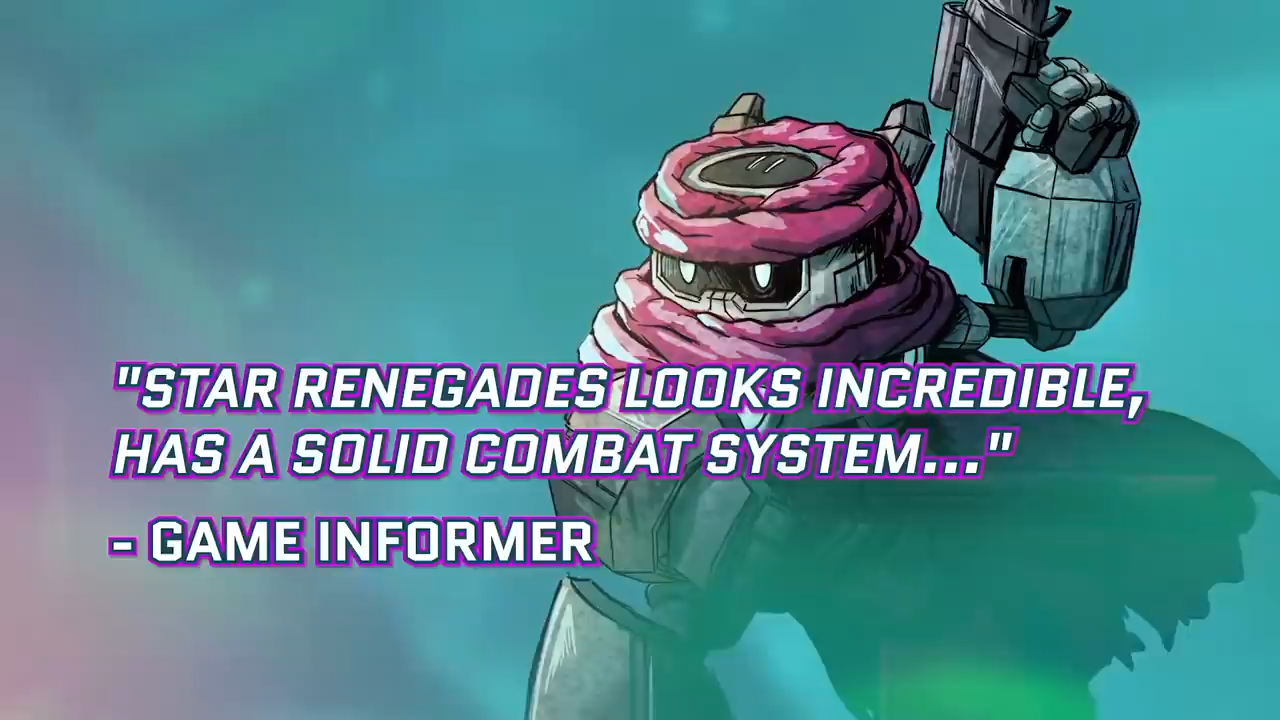 "STAR RENEGADES LOOKS INCREDIBLE,
HAS A SOLID COMBAT SYSTEM..."
- GAME INFORMER